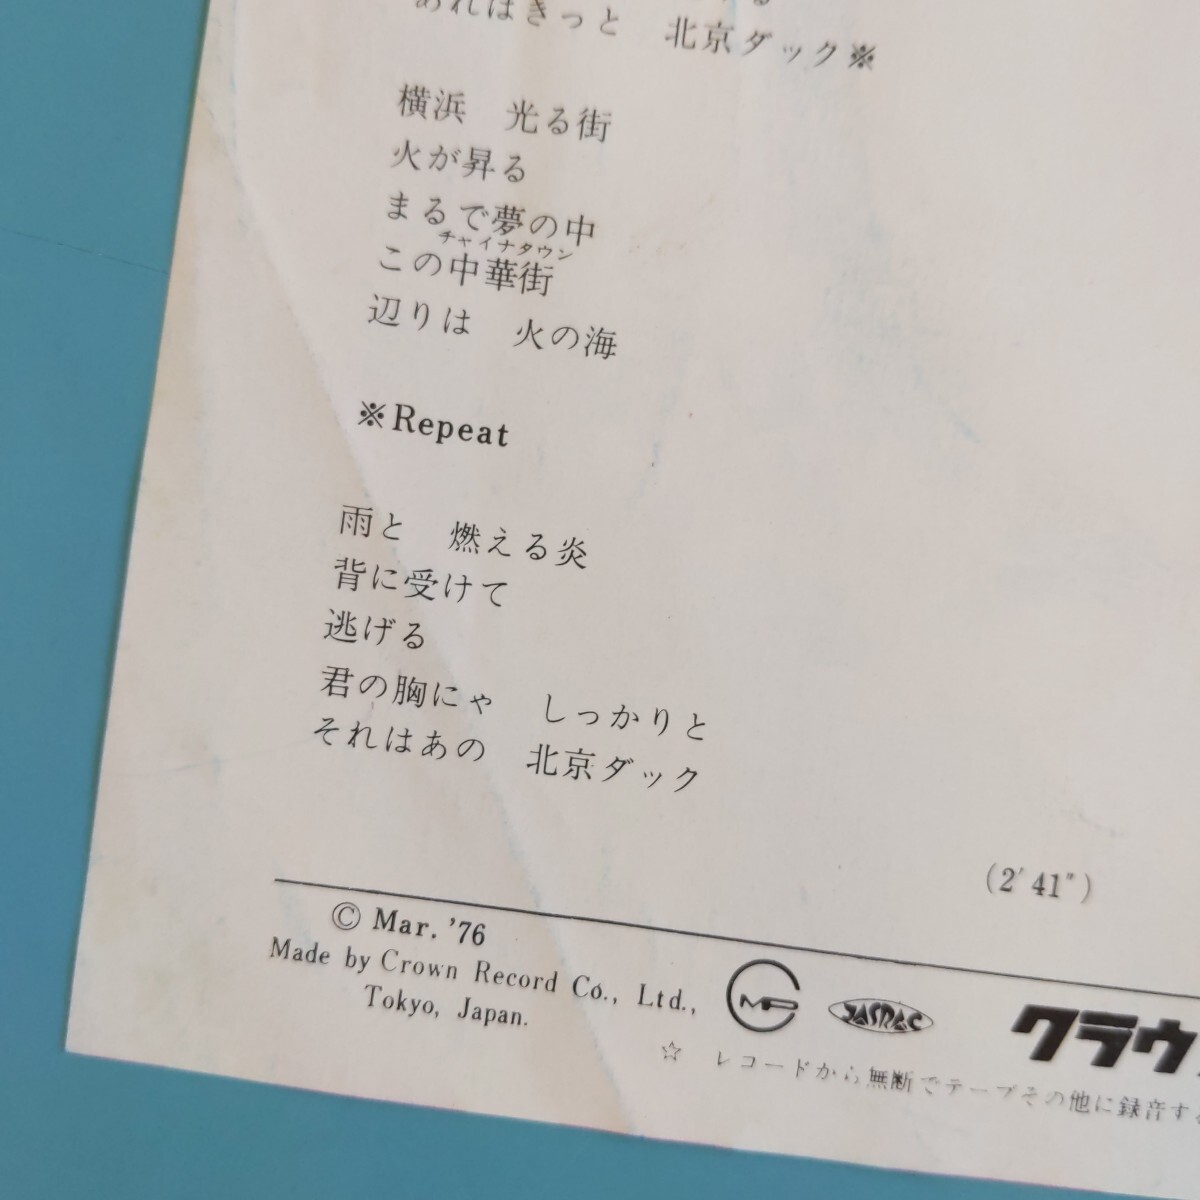 あれはきっと　北京ダック※
横浜　光る街
火が昇る
まるで夢の中
チャイナタウン
この中華街
辺りは　火の海
※Repeat
雨と　燃える炎
背に受けて
逃げる
君の胸にゃ　しっかりと
それはあの　北京ダック
(2′41″)
© Mar. '76
Made by Crown Record Co., Ltd.,
Tokyo, Japan.
JASRAC
クラウ
☆　レコードから無断でテープその他に録音す